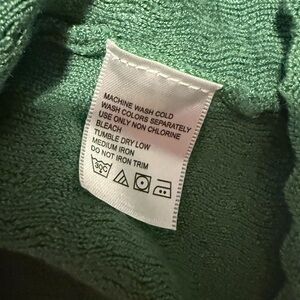 MACHINE WASH COLD
WASH COLORS SEPARATELY
USE ONLY NON CHLORINE
BLEACH
TUMBLE DRY LOW
MEDIUM IRON
DO NOT IRON TRIM
30C